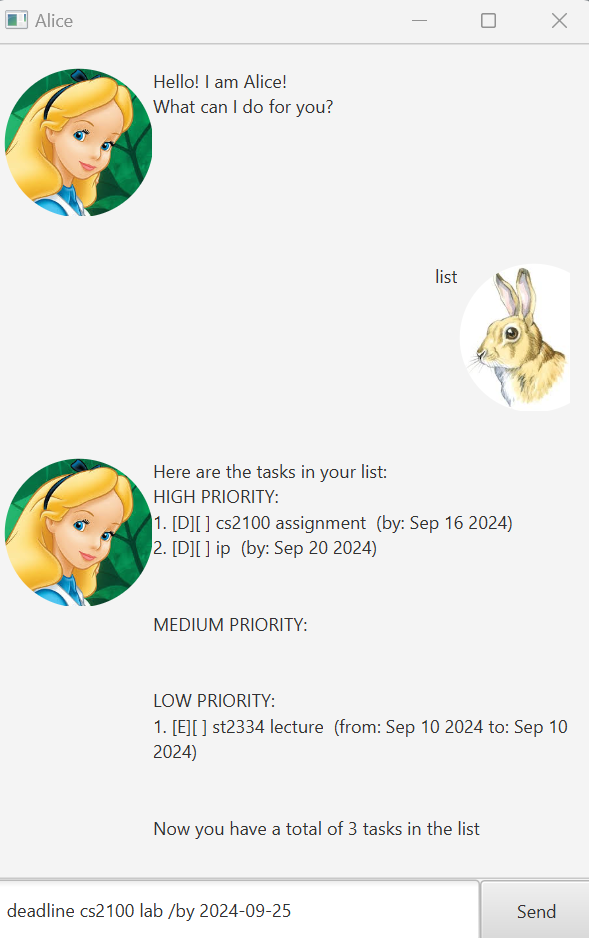 Alice
Hello! I am Alice!
What can I do for you?
list
Here are the tasks in your list:
HIGH PRIORITY:
1. [D][ ] cs2100 assignment  (by: Sep 16 2024)
2. [D][ ] ip  (by: Sep 20 2024)
MEDIUM PRIORITY:
LOW PRIORITY:
1. [E][ ] st2334 lecture  (from: Sep 10 2024 to: Sep 10
2024)
Now you have a total of 3 tasks in the list
deadline cs2100 lab /by 2024-09-25
Send